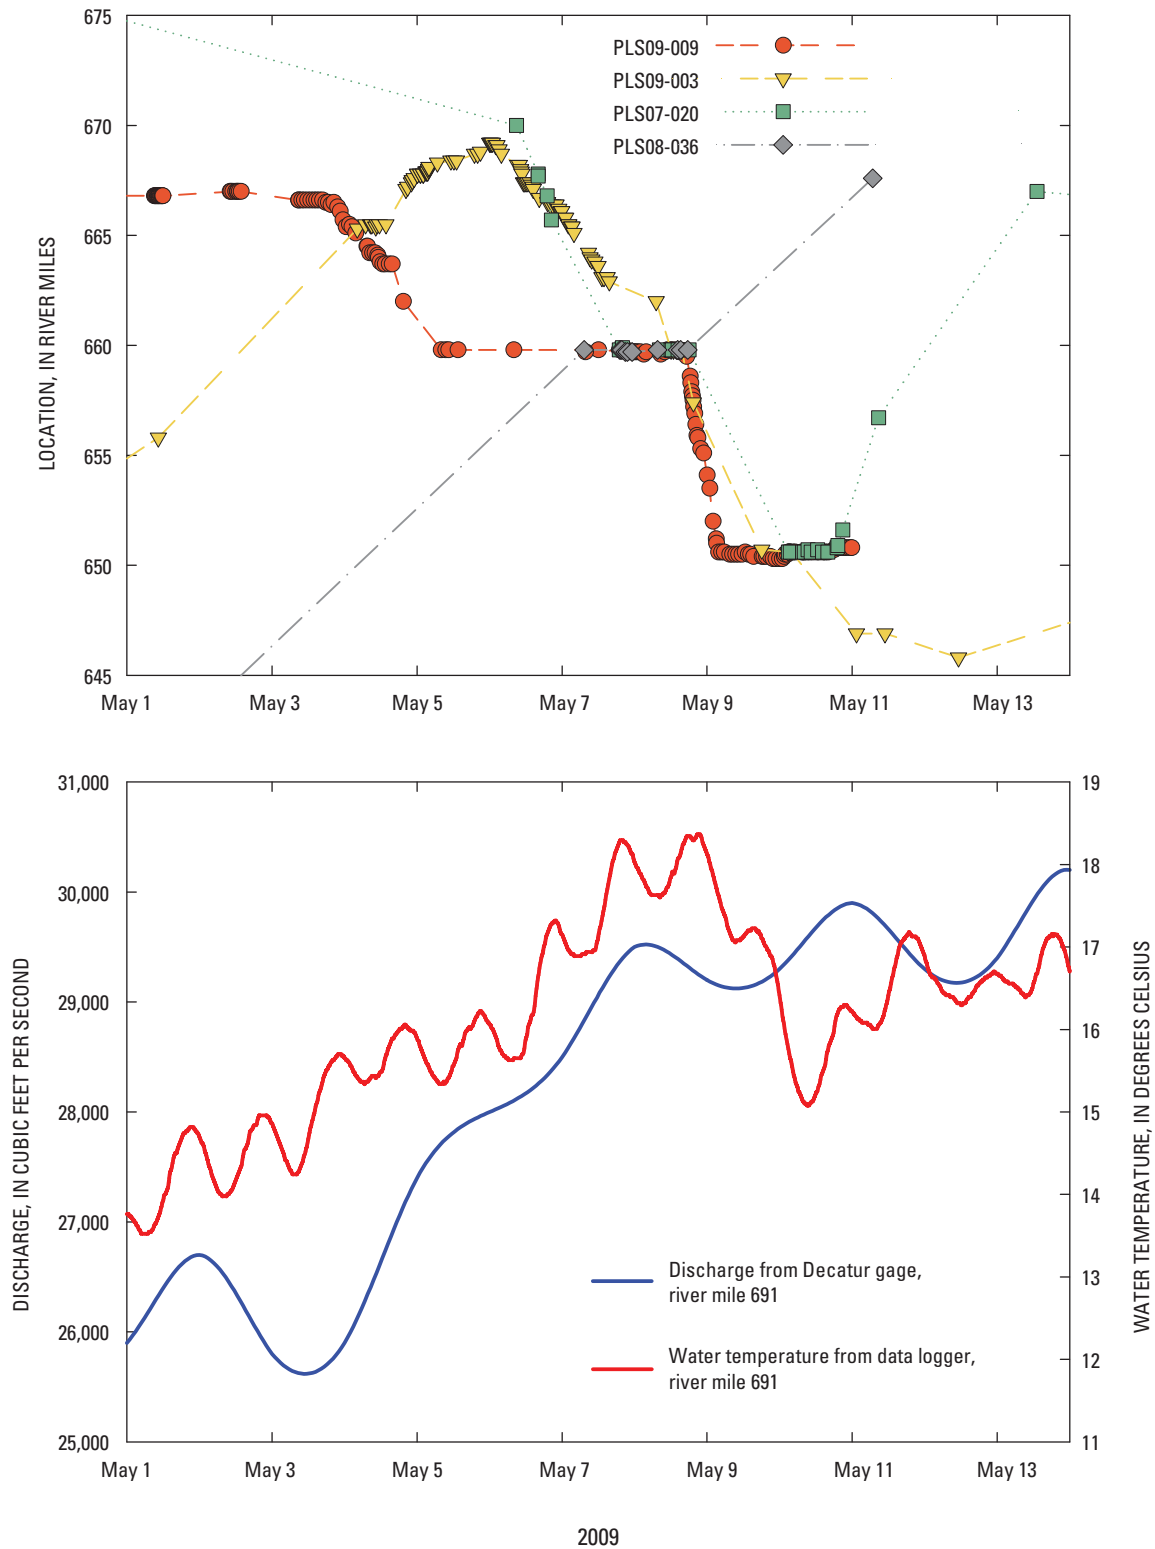 675
670
665
660
655
650
645
LOCATION, IN RIVER MILES
PLS09-009
PLS09-003
PLS07-020
PLS08-036
May 1 May 3 May 5 May 7 May 9 May 11 May 13
31,000
30,000
29,000
28,000
27,000
26,000
25,000
DISCHARGE, IN CUBIC FEET PER SECOND
19
18
17
16
15
14
13
12
11
WATER TEMPERATURE, IN DEGREES CELSIUS
Discharge from Decatur gage,
river mile 691
Water temperature from data logger,
river mile 691
May 1 May 3 May 5 May 7 May 9 May 11 May 13
2009